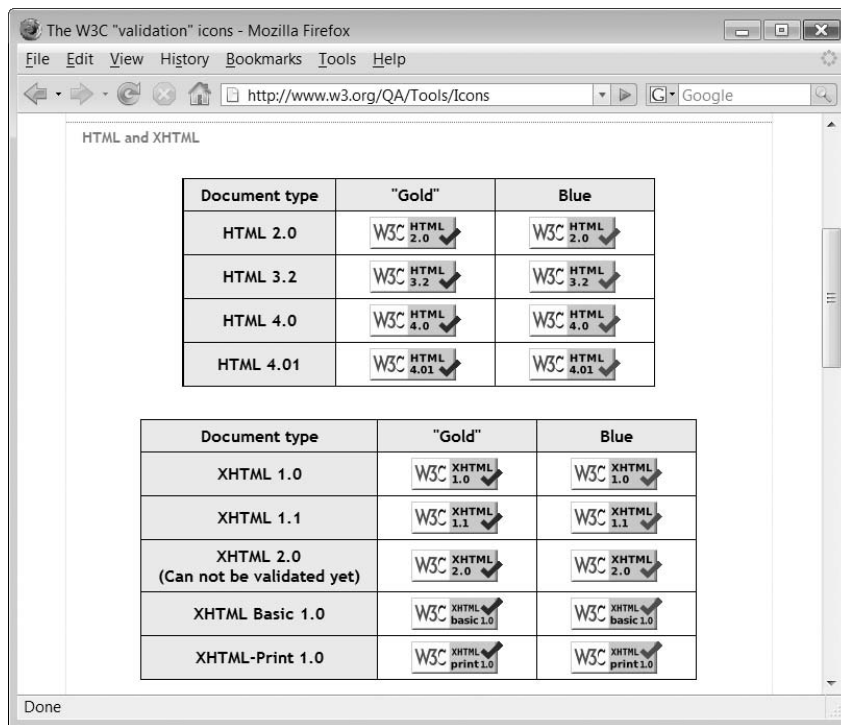 The W3C "validation" icons - Mozilla Firefox
File Edit View History Bookmarks Tools Help
http://www.w3.org/QA/Tools/Icons G Google
HTML and XHTML
Document type "Gold" Blue
HTML 2.0 W3C HTML 2.0 W3C HTML 2.0
HTML 3.2 W3C HTML 3.2 W3C HTML 3.2
HTML 4.0 W3C HTML 4.0 W3C HTML 4.0
HTML 4.01 W3C HTML 4.01 W3C HTML 4.01
Document type "Gold" Blue
XHTML 1.0 W3C XHTML 1.0 W3C XHTML 1.0
XHTML 1.1 W3C XHTML 1.1 W3C XHTML 1.1
XHTML 2.0
(Can not be validated yet) W3C XHTML 2.0 W3C XHTML 2.0
XHTML Basic 1.0 W3C XHTML basic 1.0 W3C XHTML basic 1.0
XHTML-Print 1.0 W3C XHTML print 1.0 W3C XHTML print 1.0
Done